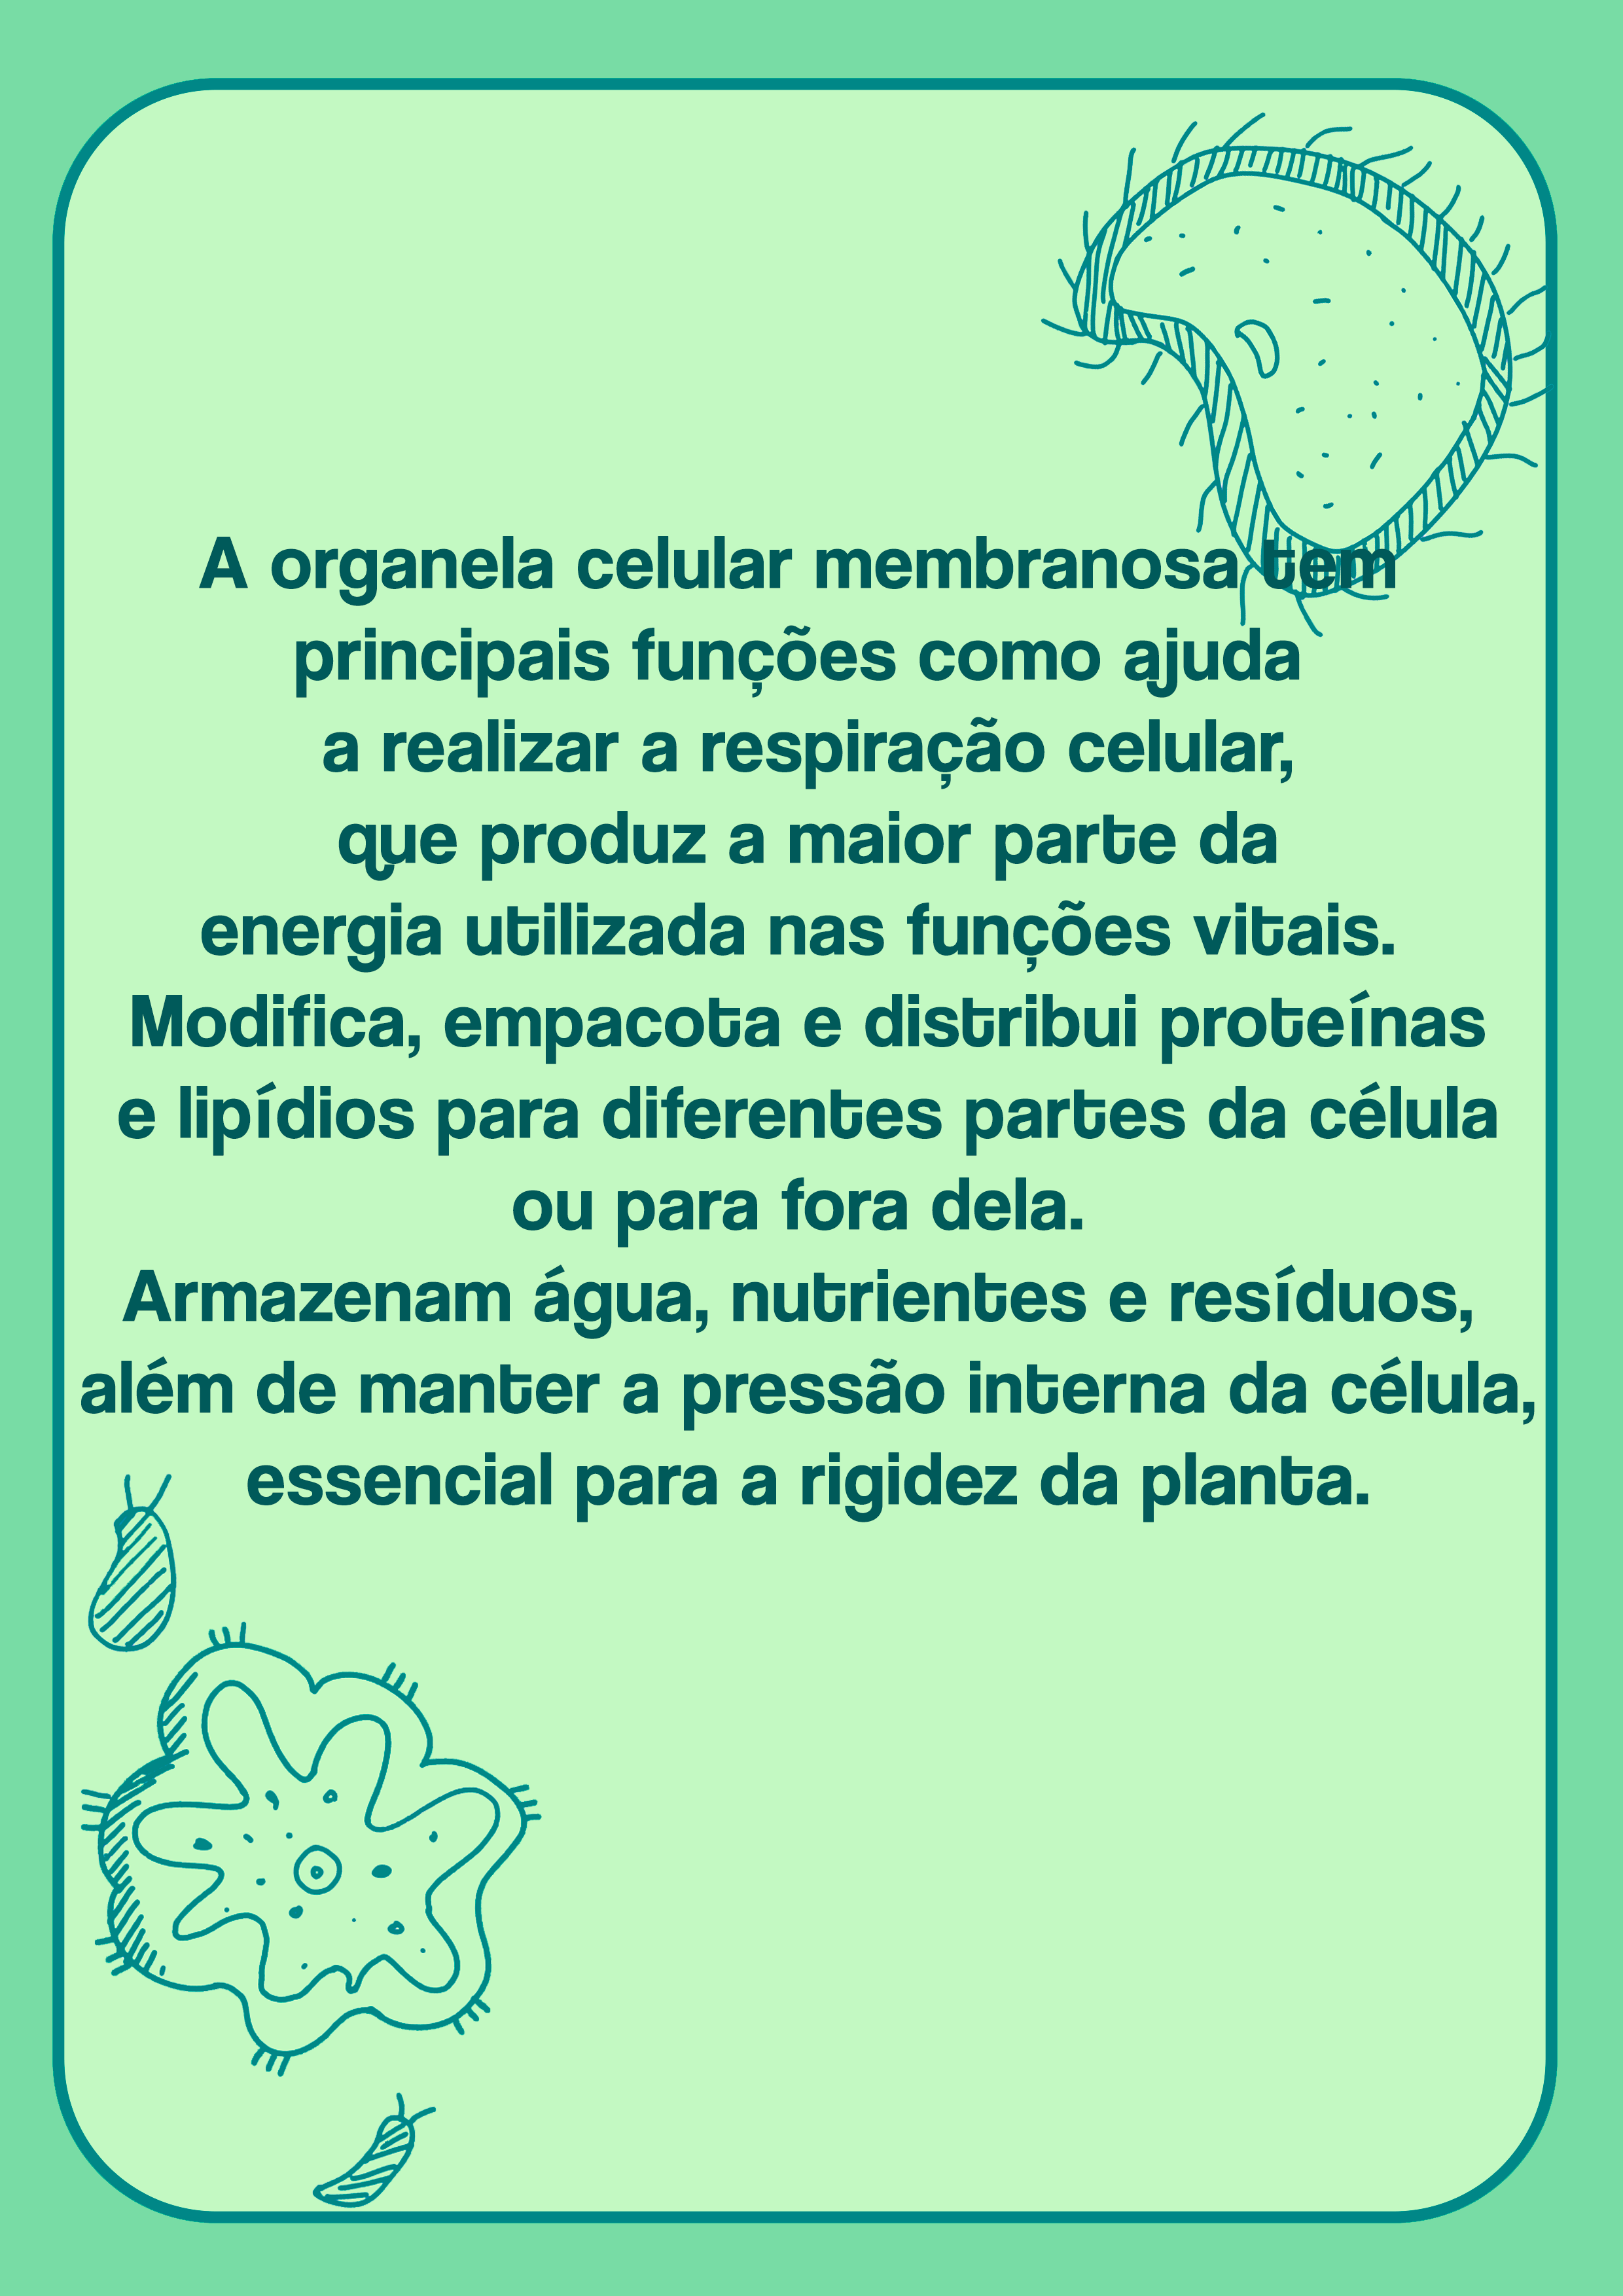 A organela celular membranosa tem
principais funções como ajuda
a realizar a respiração celular,
que produz a maior parte da
energia utilizada nas funções vitais.
Modifica, empacota e distribui proteínas
e lipídios para diferentes partes da célula
ou para fora dela.
Armazenam água, nutrientes e resíduos,
além de manter a pressão interna da célula,
essencial para a rigidez da planta.